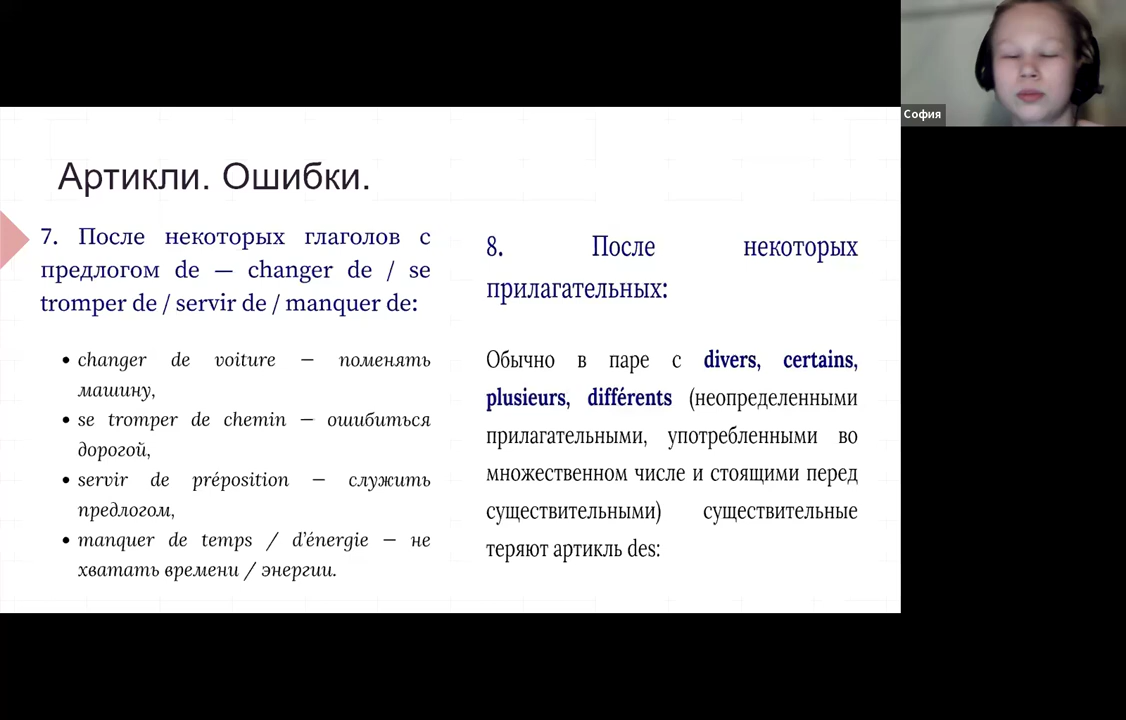 София
Артикли. Ошибки.
7. После некоторых глаголов с
предлогом de — changer de / se
tromper de / servir de / manquer de:
• changer de voiture — поменять
машину,
• se tromper de chemin — ошибиться
дорогой,
• servir de préposition — служить
предлогом,
• manquer de temps / d’énergie — не
хватать времени / энергии.
8. После некоторых
прилагательных:
Обычно в паре с divers, certains,
plusieurs, différents (неопределенными
прилагательными, употребленными во
множественном числе и стоящими перед
существительными) существительные
теряют артикль des: